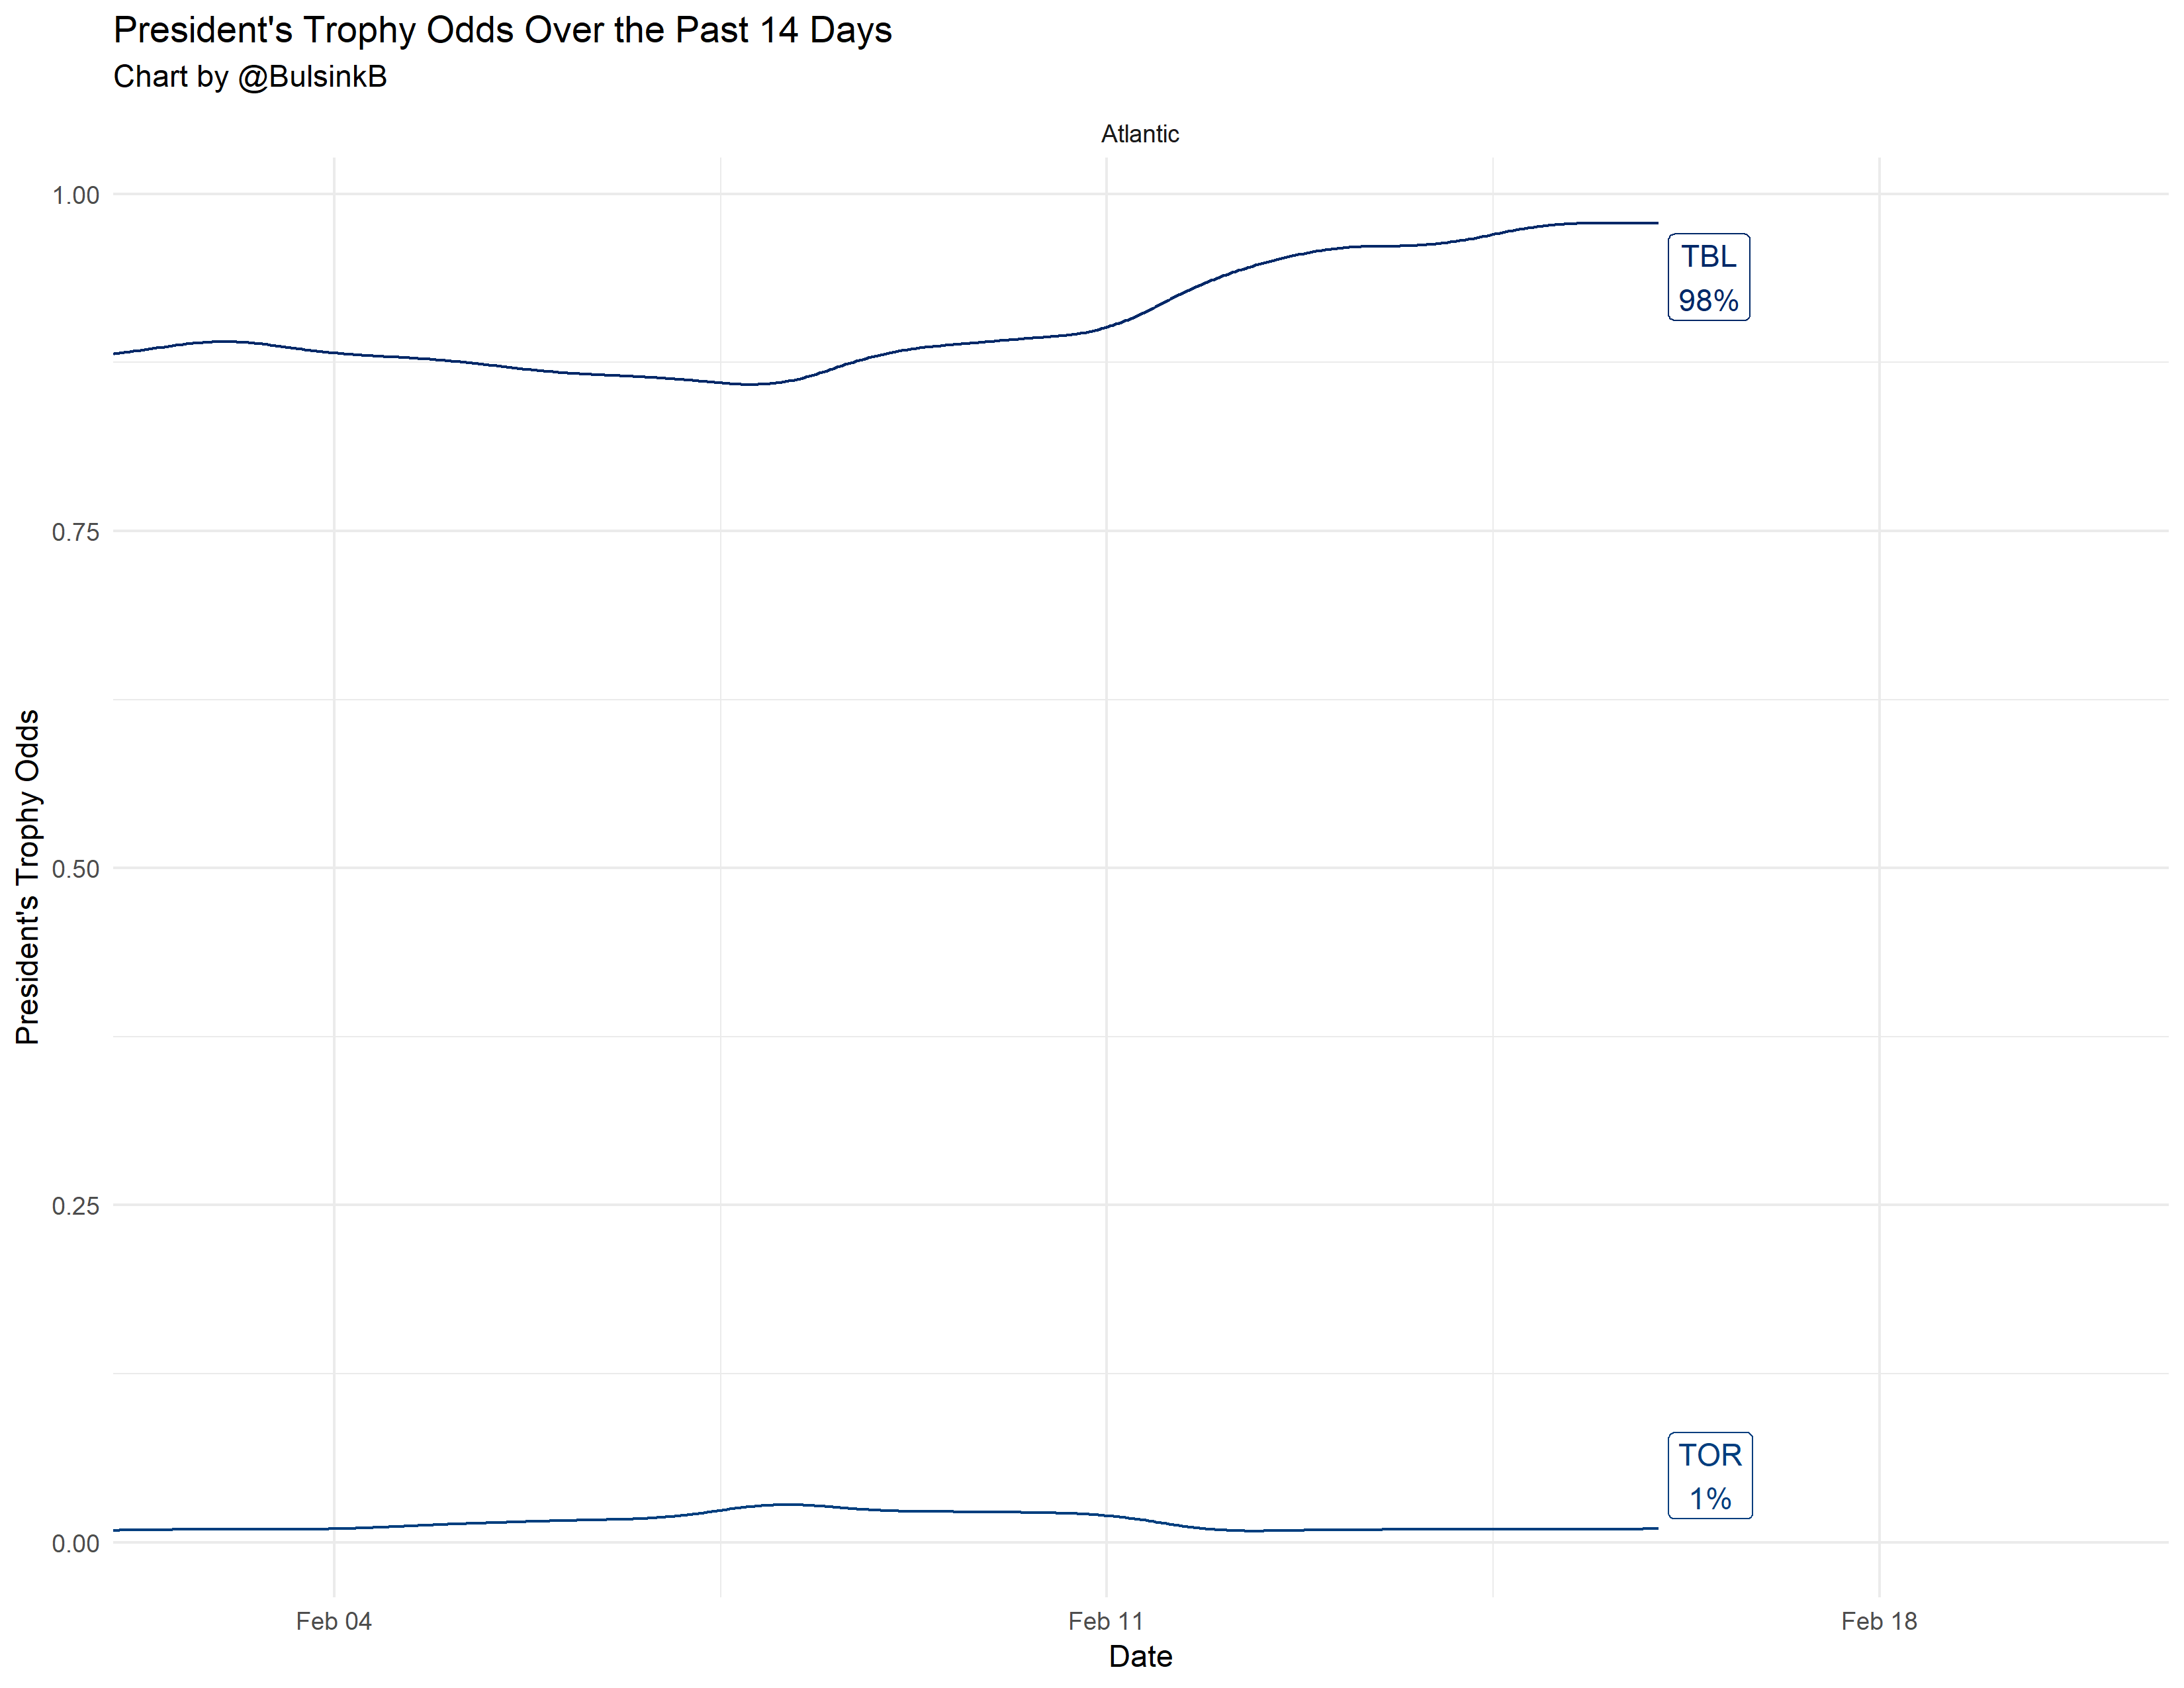 President's Trophy Odds Over the Past 14 Days
Chart by @BulsinkB
Atlantic
1.00
0.75
0.50
0.25
0.00
President's Trophy Odds
TBL
98%
TOR
1%
Feb 04
Feb 11
Feb 18
Date